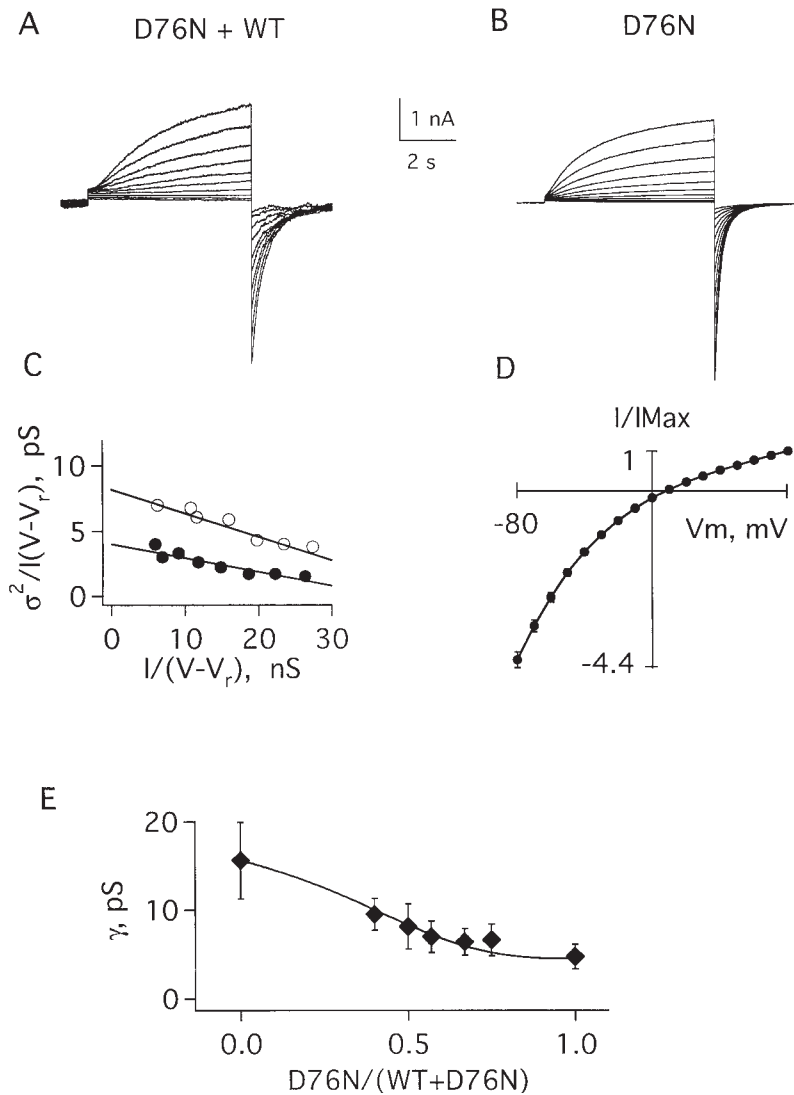 A
D76N + WT
B
D76N
1 nA
2 s
C
σ²/I(V-Vᵣ), pS
10
5
0
0
10
20
30
I/(V-Vᵣ), nS
D
I/IMax
1
-80
Vm, mV
-4.4
E
γ, pS
20
10
0
0.0
0.5
1.0
D76N/(WT+D76N)